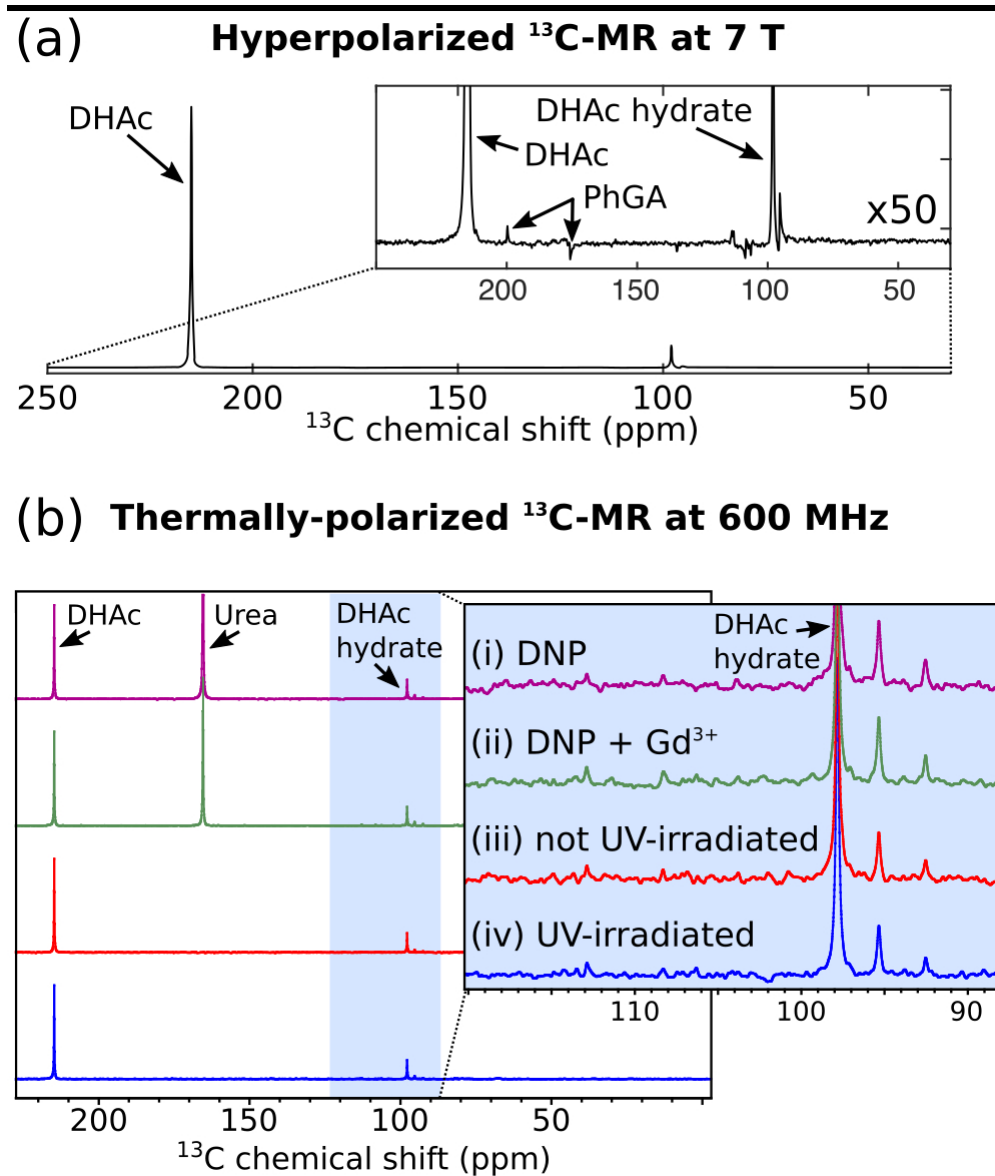 (a) Hyperpolarized ¹³C-MR at 7 T
DHAc
DHAc hydrate
DHAc
PhGA
x50
200 150 100 50
250 200 150 100 50
¹³C chemical shift (ppm)
(b) Thermally-polarized ¹³C-MR at 600 MHz
DHAc
Urea
DHAc
hydrate
DHAc
hydrate
(i) DNP
(ii) DNP + Gd³⁺
(iii) not UV-irradiated
(iv) UV-irradiated
110 100 90
200 150 100 50
¹³C chemical shift (ppm)